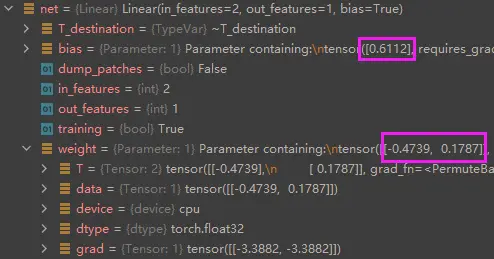 net = {Linear} Linear(in_features=2, out_features=1, bias=True)
T_destination = {TypeVar} ~T_destination
bias = {Parameter: 1} Parameter containing:\ntensor([0.6112], requires_grad
dump_patches = {bool} False
in_features = {int} 2
out_features = {int} 1
training = {bool} True
weight = {Parameter: 1} Parameter containing:\ntensor([[-0.4739, 0.1787]],
T = {Tensor: 2} tensor([[-0.4739],\n [ 0.1787]], grad_fn=<PermuteBa
data = {Tensor: 1} tensor([[-0.4739, 0.1787]])
device = {device} cpu
dtype = {dtype} torch.float32
grad = {Tensor: 1} tensor([[-3.3882, -3.3882]])